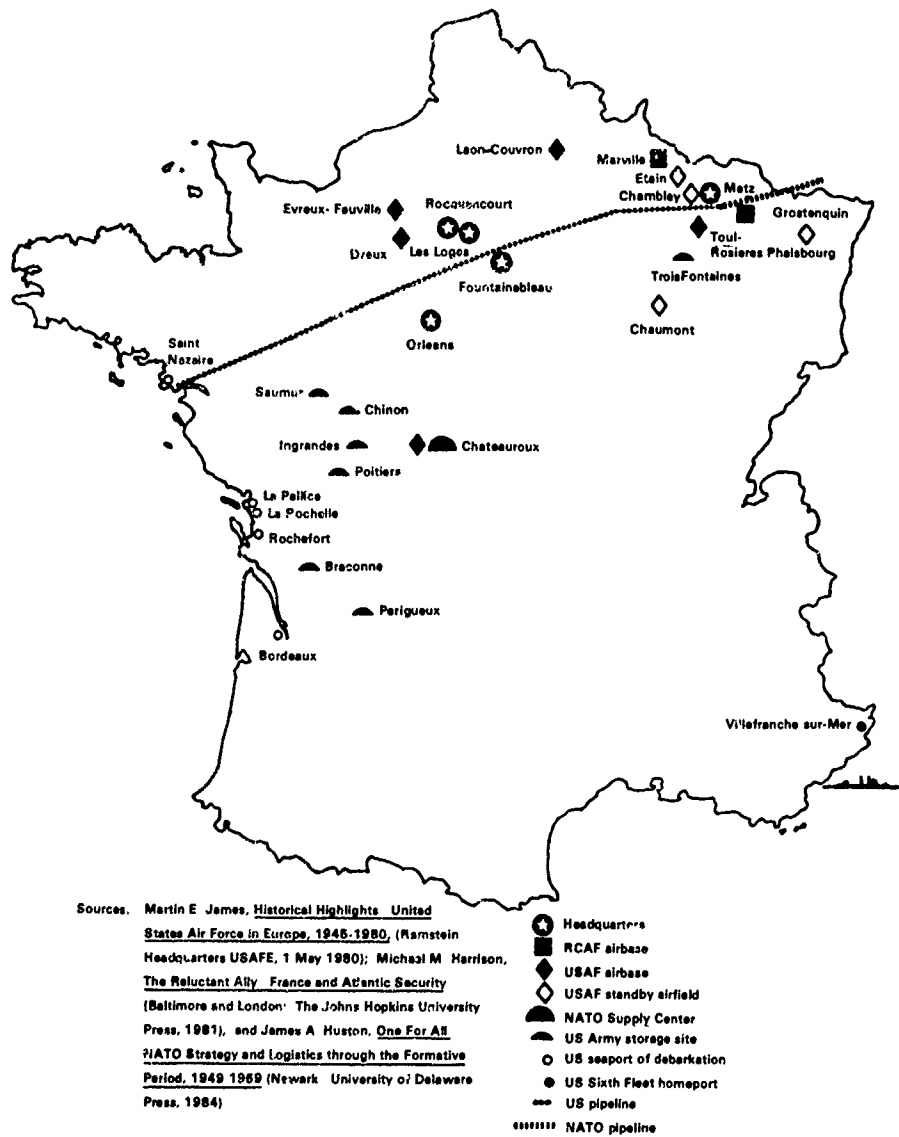 Laon-Couvron
Marville
Etain
Chambley
Metz
Evreux- Fauville
Rocquencourt
Grostenquin
Dreux
Les Loges
Toul-
Rosieres Phalsbourg
Fountainebleau
TroisFontaines
Chaumont
Orleans
Saint
Nazaire
Saumur
Chinon
Ingrandes
Chateauroux
Poitiers
La Pallice
La Pochelle
Rochefort
Braconne
Perigueux
Bordeaux
Villefranche sur-Mer
Sources. Martin E James, Historical Highlights United
States Air Force in Europe, 1945-1980, (Ramstein
Headquarters USAFE, 1 May 1980); Michael M Harrison,
The Reluctant Ally France and Atlantic Security
(Baltimore and London· The Johns Hopkins University
Press, 1981), and James A Huston, One For All
NATO Strategy and Logistics through the Formative
Period, 1949 1969 (Newark University of Delaware
Press, 1984)
Headquarters
RCAF airbase
USAF airbase
USAF standby airfield
NATO Supply Center
US Army storage site
US seaport of debarkation
US Sixth Fleet homeport
US pipeline
NATO pipeline